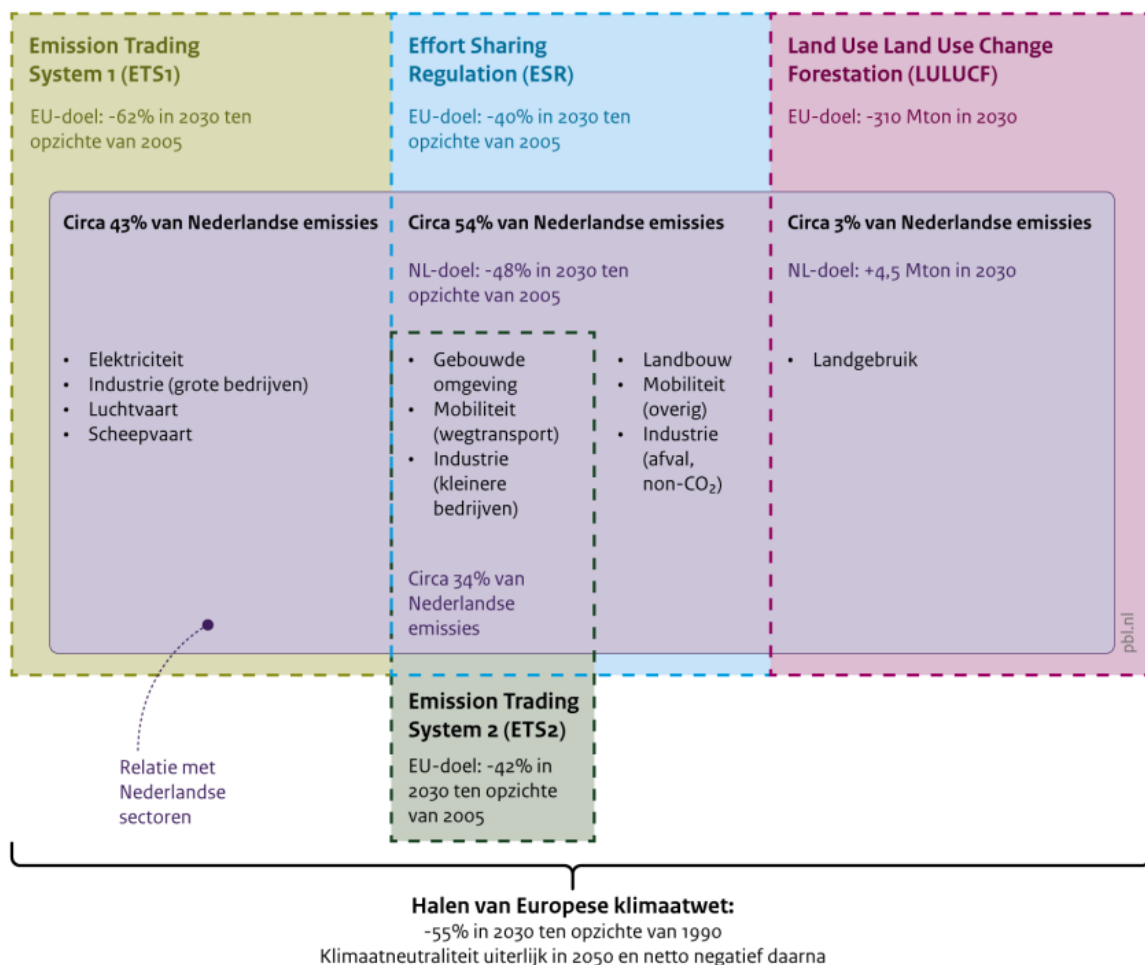 Emission Trading
System 1 (ETS1)
EU-doel: -62% in 2030 ten
opzichte van 2005
Effort Sharing
Regulation (ESR)
EU-doel: -40% in 2030 ten
opzichte van 2005
Land Use Land Use Change
Forestation (LULUCF)
EU-doel: -310 Mton in 2030
Circa 43% van Nederlandse emissies
Circa 54% van Nederlandse emissies
Circa 3% van Nederlandse emissies
NL-doel: -48% in 2030 ten
opzichte van 2005
NL-doel: +4,5 Mton in 2030
• Elektriciteit
• Industrie (grote bedrijven)
• Luchtvaart
• Scheepvaart
• Gebouwde
omgeving
• Mobiliteit
(wegtransport)
• Industrie
(kleinere
bedrijven)
• Landbouw
• Mobiliteit
(overig)
• Industrie
(afval,
non-CO₂)
• Landgebruik
Circa 34% van
Nederlandse
emissies
pbl.nl
Emission Trading
System 2 (ETS2)
EU-doel: -42% in
2030 ten opzichte
van 2005
Relatie met
Nederlandse
sectoren
Halen van Europese klimaatwet:
-55% in 2030 ten opzichte van 1990
Klimaatneutraliteit uiterlijk in 2050 en netto negatief daarna